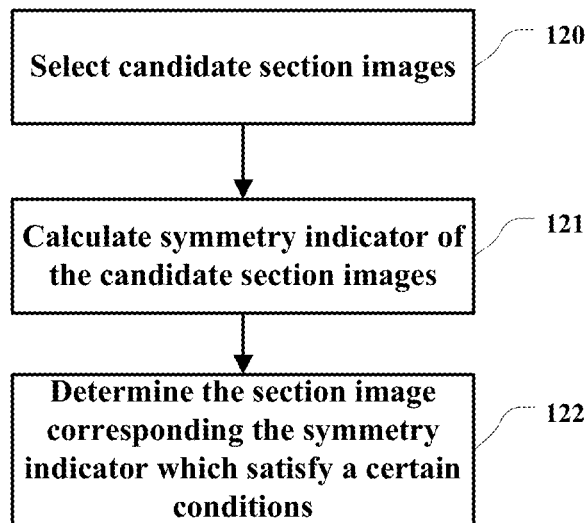 Select candidate section images
120
Calculate symmetry indicator of
the candidate section images
121
Determine the section image
corresponding the symmetry
indicator which satisfy a certain
conditions
122